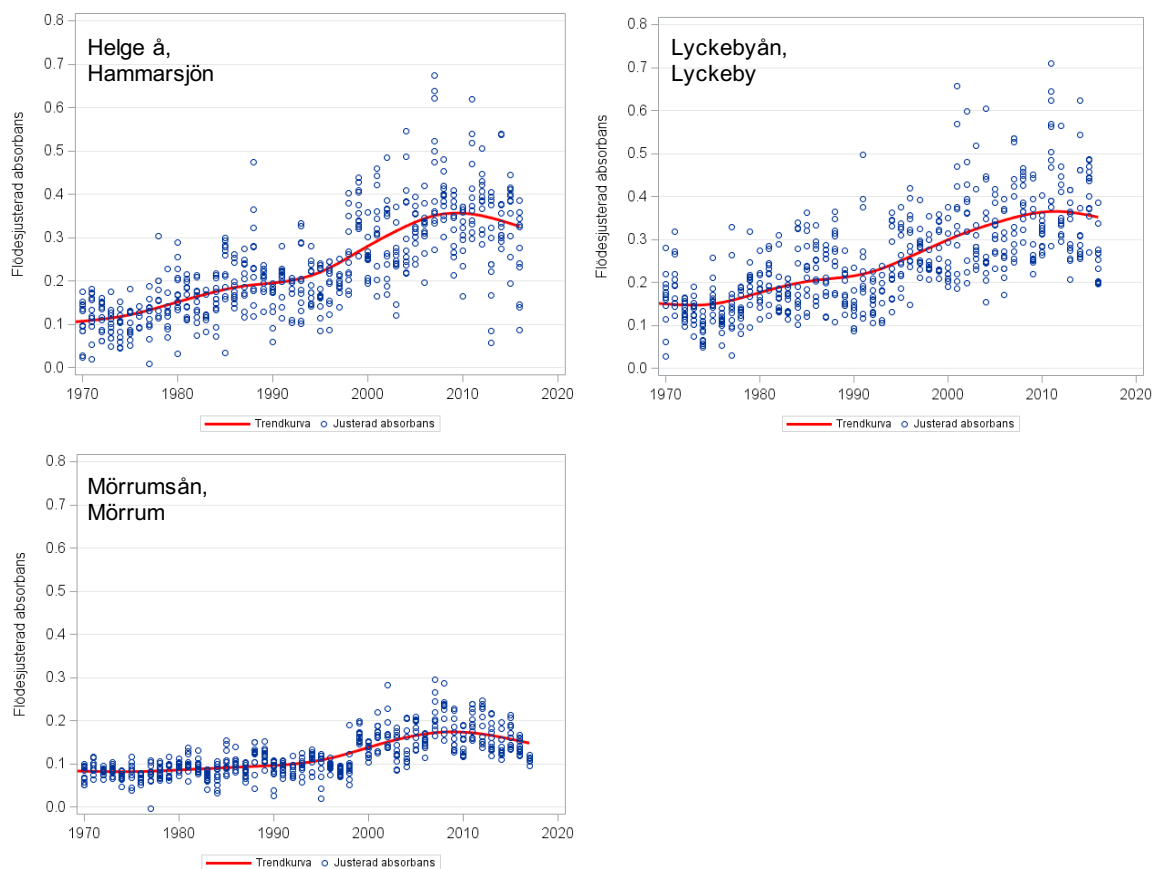 Helge å,
Hammarsjön
Flödesjusterad absorbans
0.8
0.7
0.6
0.5
0.4
0.3
0.2
0.1
0.0
1970 1980 1990 2000 2010 2020
Trendkurva Justerad absorbans
Lyckebyån,
Lyckeby
Flödesjusterad absorbans
0.8
0.7
0.6
0.5
0.4
0.3
0.2
0.1
0.0
1970 1980 1990 2000 2010 2020
Trendkurva Justerad absorbans
Mörrumsån,
Mörrum
Flödesjusterad absorbans
0.8
0.7
0.6
0.5
0.4
0.3
0.2
0.1
0.0
1970 1980 1990 2000 2010 2020
Trendkurva Justerad absorbans